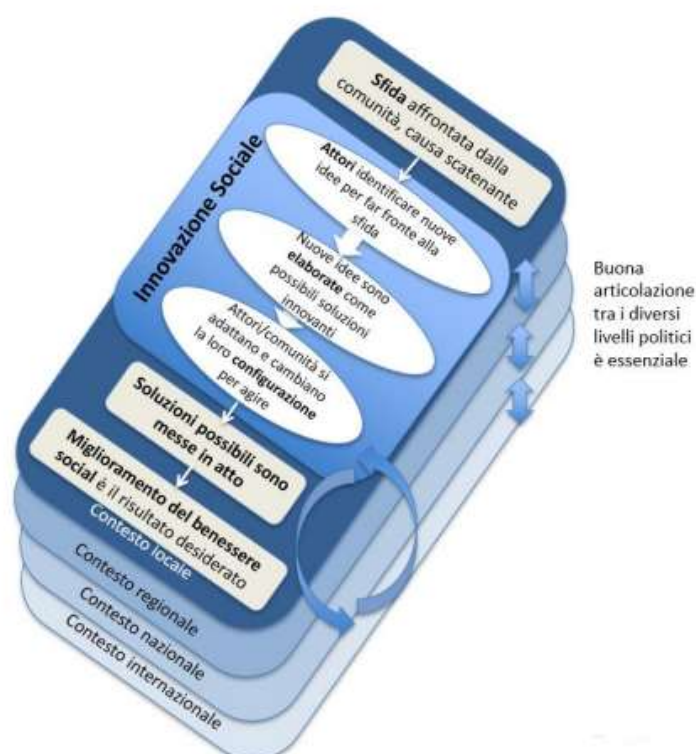 Sfida affrontata dalla
comunità, causa scatenante
Innovazione Sociale
Attori identificare nuove
idee per far fronte alla
sfida
Nuove idee sono
elaborate come
possibili soluzioni
innovanti
Attori/comunità si
adattano e cambiano
la loro configurazione
per agire
Soluzioni possibili sono
messe in atto
Miglioramento del benessere
social è il risultato desiderato
Contesto locale
Contesto regionale
Contesto nazionale
Contesto internazionale
Buona
articolazione
tra i diversi
livelli politici
è essenziale